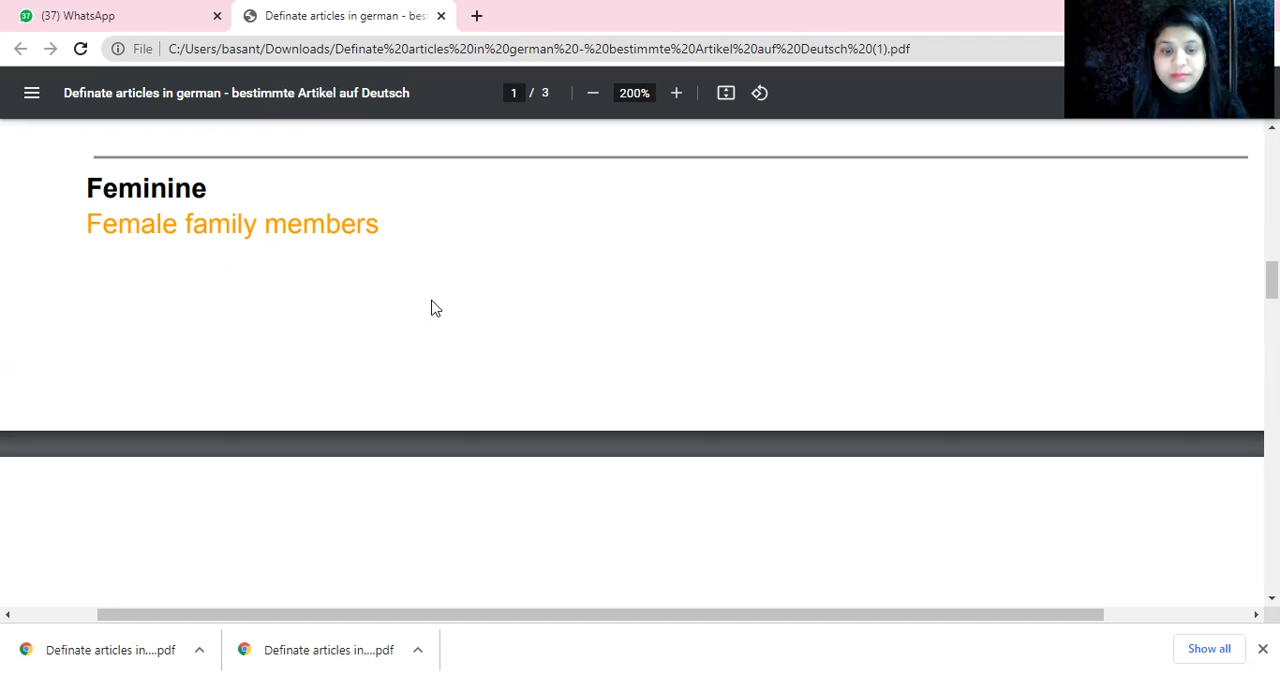 37 (37) WhatsApp
Definate articles in german - bes
File C:/Users/basant/Downloads/Definate%20articles%20in%20german%20-%20bestimmte%20Artikel%20auf%20Deutsch%20(1).pdf
Definate articles in german - bestimmte Artikel auf Deutsch 1 / 3 200%
Feminine
Female family members
Definate articles in....pdf Definate articles in....pdf Show all